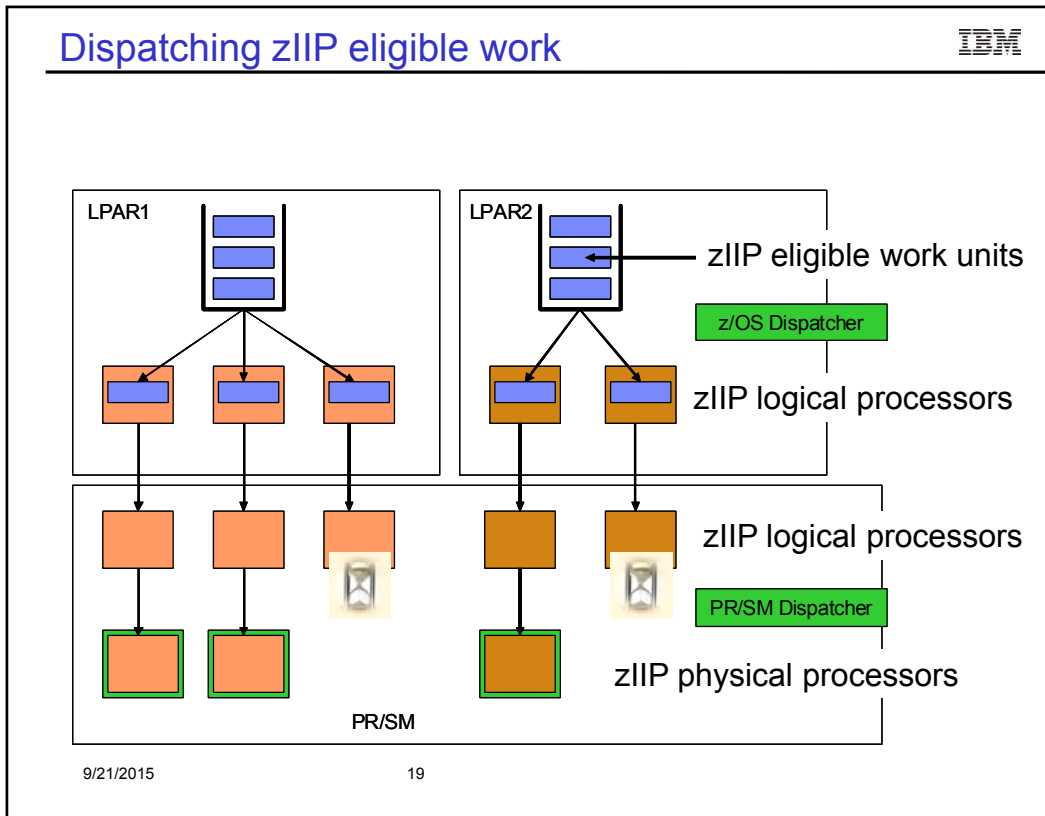 Dispatching zIIP eligible work
IBM
LPAR1
LPAR2
zIIP eligible work units
z/OS Dispatcher
zIIP logical processors
zIIP logical processors
PR/SM Dispatcher
zIIP physical processors
PR/SM
9/21/2015
19